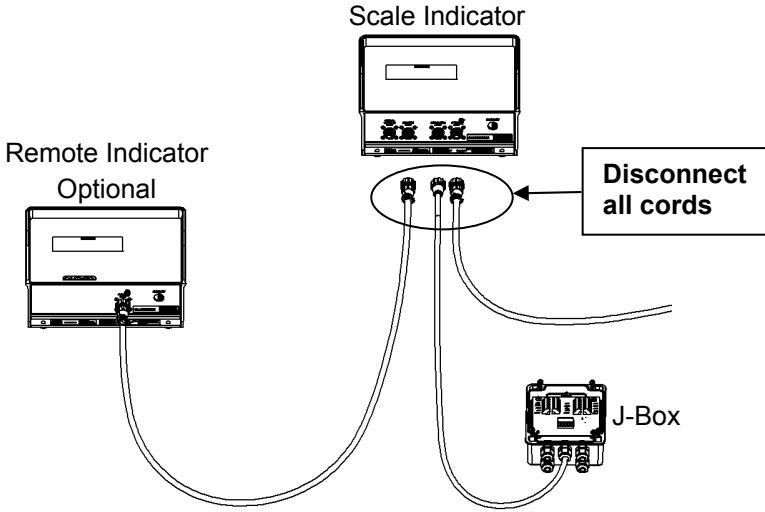 Scale Indicator
Remote Indicator
Optional
Disconnect
all cords
J-Box